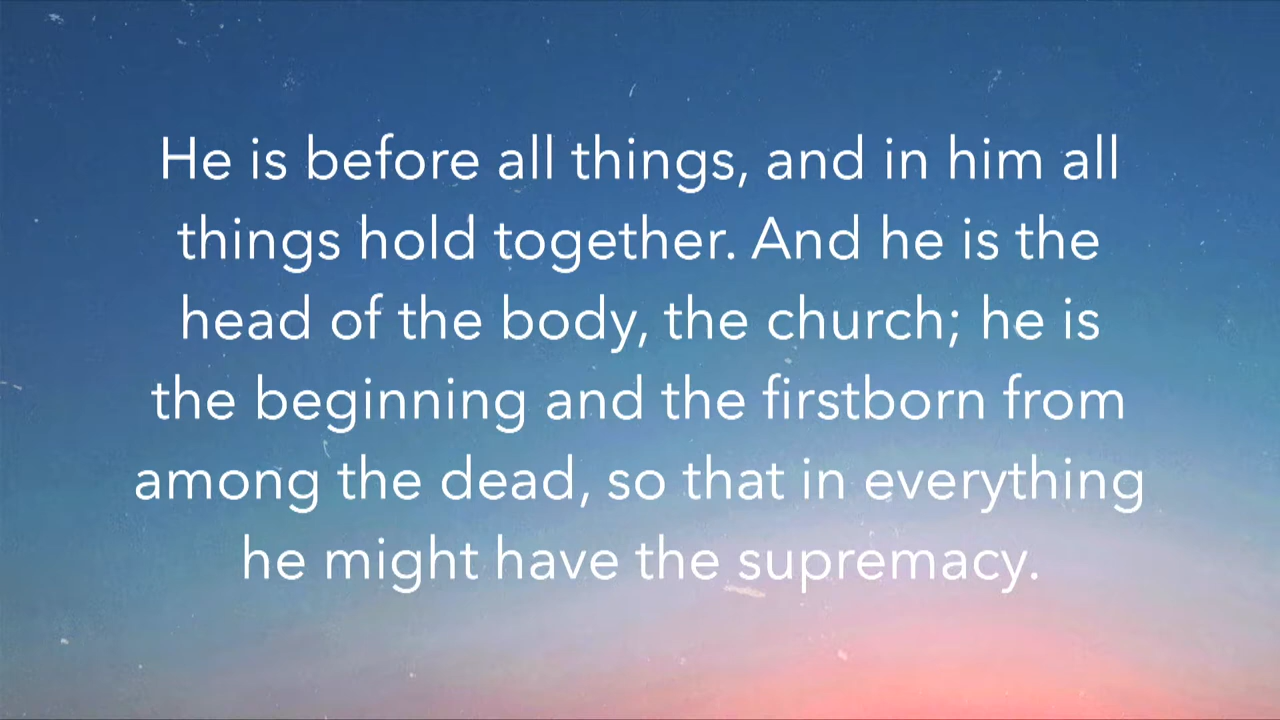 He is before all things, and in him all
things hold together. And he is the
head of the body, the church; he is
the beginning and the firstborn from
among the dead, so that in everything
he might have the supremacy.